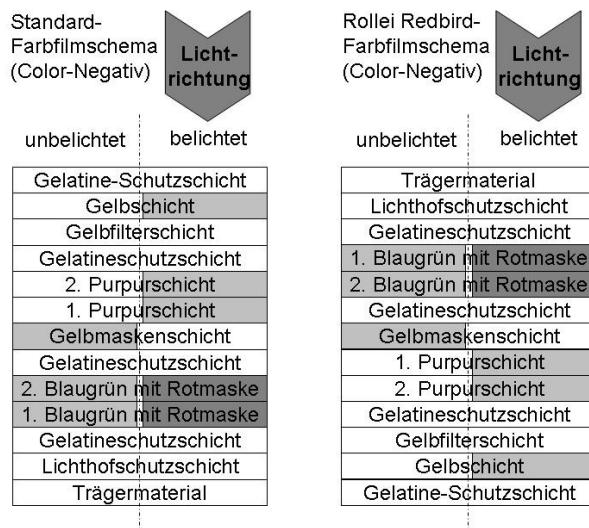 Standard-
Farbfilmschema
(Color-Negativ)
Licht-
richtung
unbelichtet
belichtet
Gelatine-Schutzschicht
Gelbschicht
Gelbfilterschicht
Gelatineschutzschicht
2. Purpurschicht
1. Purpurschicht
Gelbmaskenschicht
Gelatineschutzschicht
2. Blaugrün mit Rotmaske
1. Blaugrün mit Rotmaske
Gelatineschutzschicht
Lichthofschutzschicht
Trägermaterial
Rollei Redbird-
Farbfilmschema
(Color-Negativ)
Licht-
richtung
unbelichtet
belichtet
Trägermaterial
Lichthofschutzschicht
Gelatineschutzschicht
1. Blaugrün mit Rotmaske
2. Blaugrün mit Rotmaske
Gelatineschutzschicht
Gelbmaskenschicht
1. Purpurschicht
2. Purpurschicht
Gelatineschutzschicht
Gelbfilterschicht
Gelbschicht
Gelatine-Schutzschicht